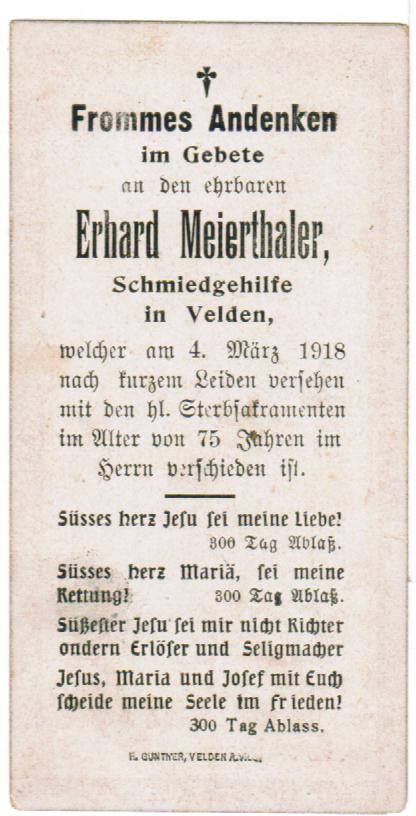 Frommes Andenken
im Gebete
an den ehrbaren
Erhard Meierthaler,
Schmiedgehilfe
in Velden,
welcher am 4. März 1918
nach kurzem Leiden versehen
mit den hl. Sterbsakramenten
im Alter von 75 Jahren im
Herrn verschieden ist.
Süsses herz Jesu sei meine Liebe!
300 Tag Ablaß.
Süsses herz Mariä, sei meine
Rettung! 300 Tag Ablaß.
Süßester Jesu sei mir nicht Richter
ondern Erlöser und Seligmacher
Jesus, Maria und Josef mit Euch
scheide meine Seele im frieden!
300 Tag Ablass.
H. GÜNTNER, VELDEN